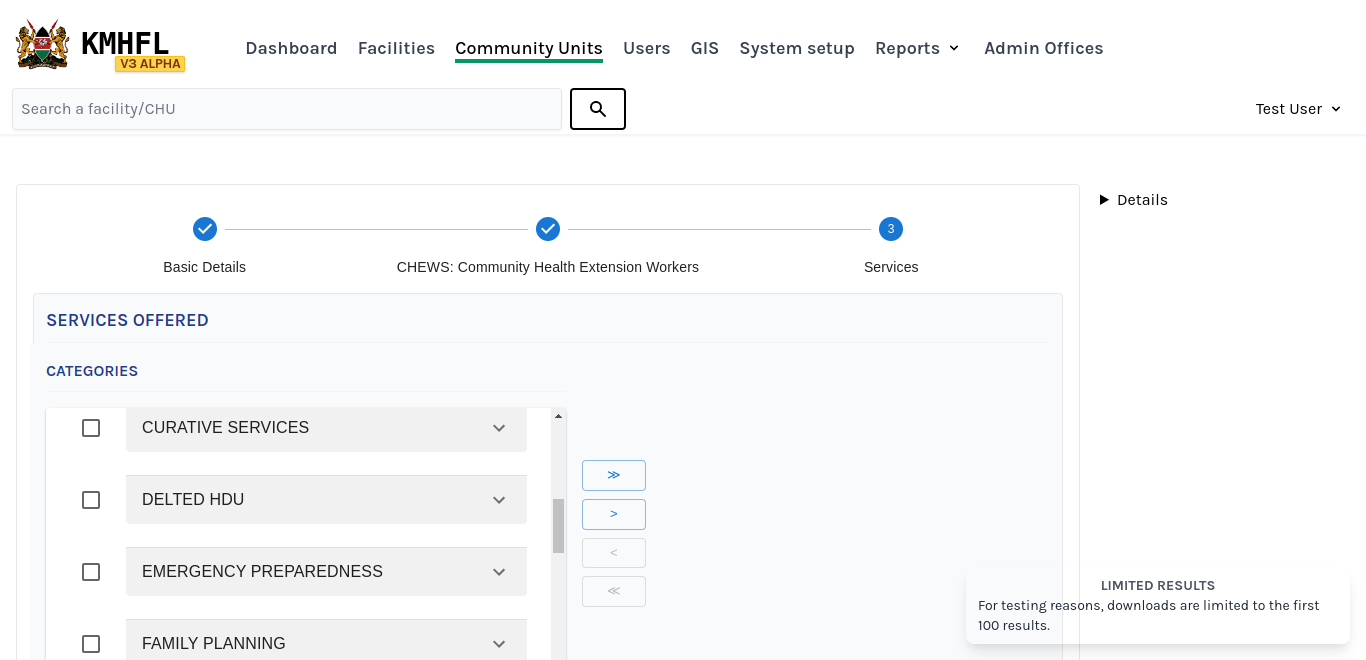 KMHFL
V3 ALPHA
Dashboard Facilities Community Units Users GIS System setup Reports Admin Offices
Search a facility/CHU
Test User
Details
3
Basic Details CHEWS: Community Health Extension Workers Services
SERVICES OFFERED
CATEGORIES
CURATIVE SERVICES
DELTED HDU
EMERGENCY PREPAREDNESS
FAMILY PLANNING
≫
>
<
≪
LIMITED RESULTS
For testing reasons, downloads are limited to the first
100 results.